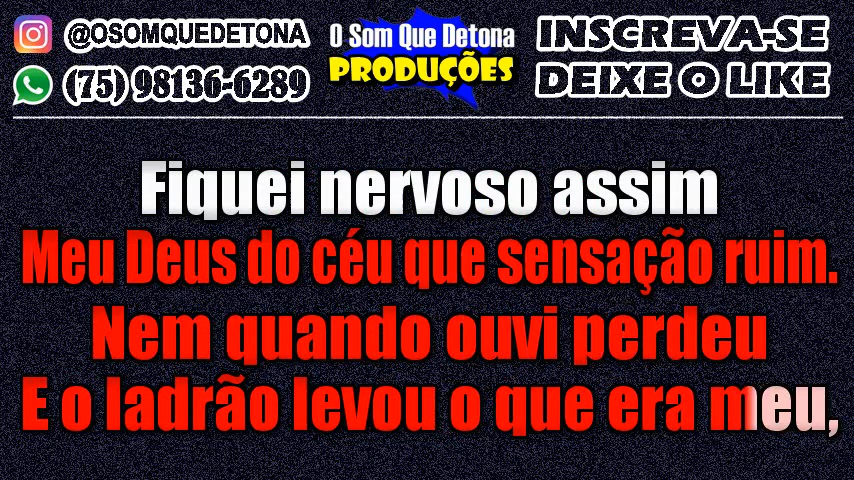 @OSOMQUEDETONA
(75) 98136-6289
O Som Que Detona
PRODUÇÕES
INSCREVA-SE
DEIXE O LIKE
Fiquei nervoso assim
Meu Deus do céu que sensação ruim.
Nem quando ouvi perdeu
E o ladrão levou o que era meu,